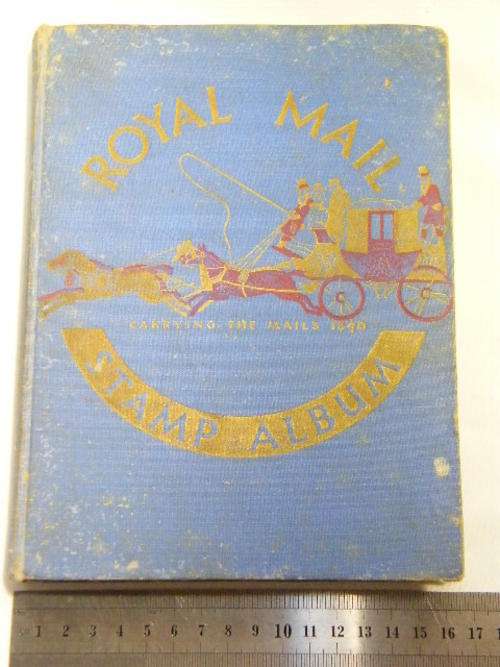 ROYAL MAIL
CARRYING THE MAILS 1890
STAMP ALBUM
1 2 3 4 5 6 7 8 9 10 11 12 13 14 15 16 17 1